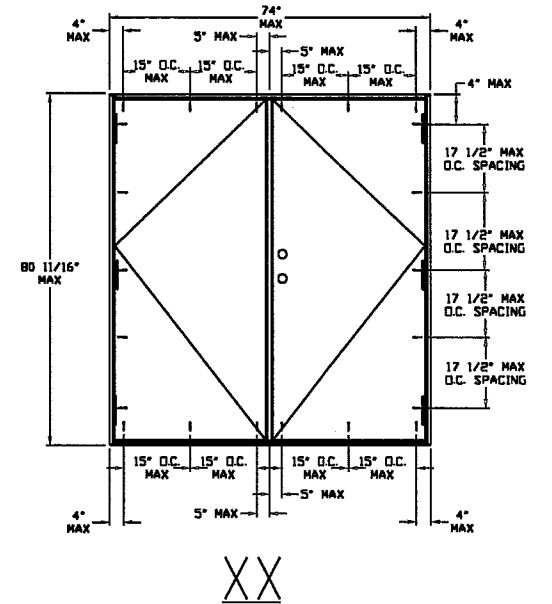 74"
MAX
4"
MAX
4"
MAX
5" MAX
5" MAX
15" O.C.
MAX
15" O.C.
MAX
15" O.C.
MAX
15" O.C.
MAX
4" MAX
17 1/2" MAX
O.C. SPACING
17 1/2" MAX
O.C. SPACING
80 11/16"
MAX
17 1/2" MAX
O.C. SPACING
17 1/2" MAX
O.C. SPACING
15" O.C.
MAX
15" O.C.
MAX
15" O.C.
MAX
15" O.C.
MAX
5" MAX
5" MAX
4"
MAX
4"
MAX
XX